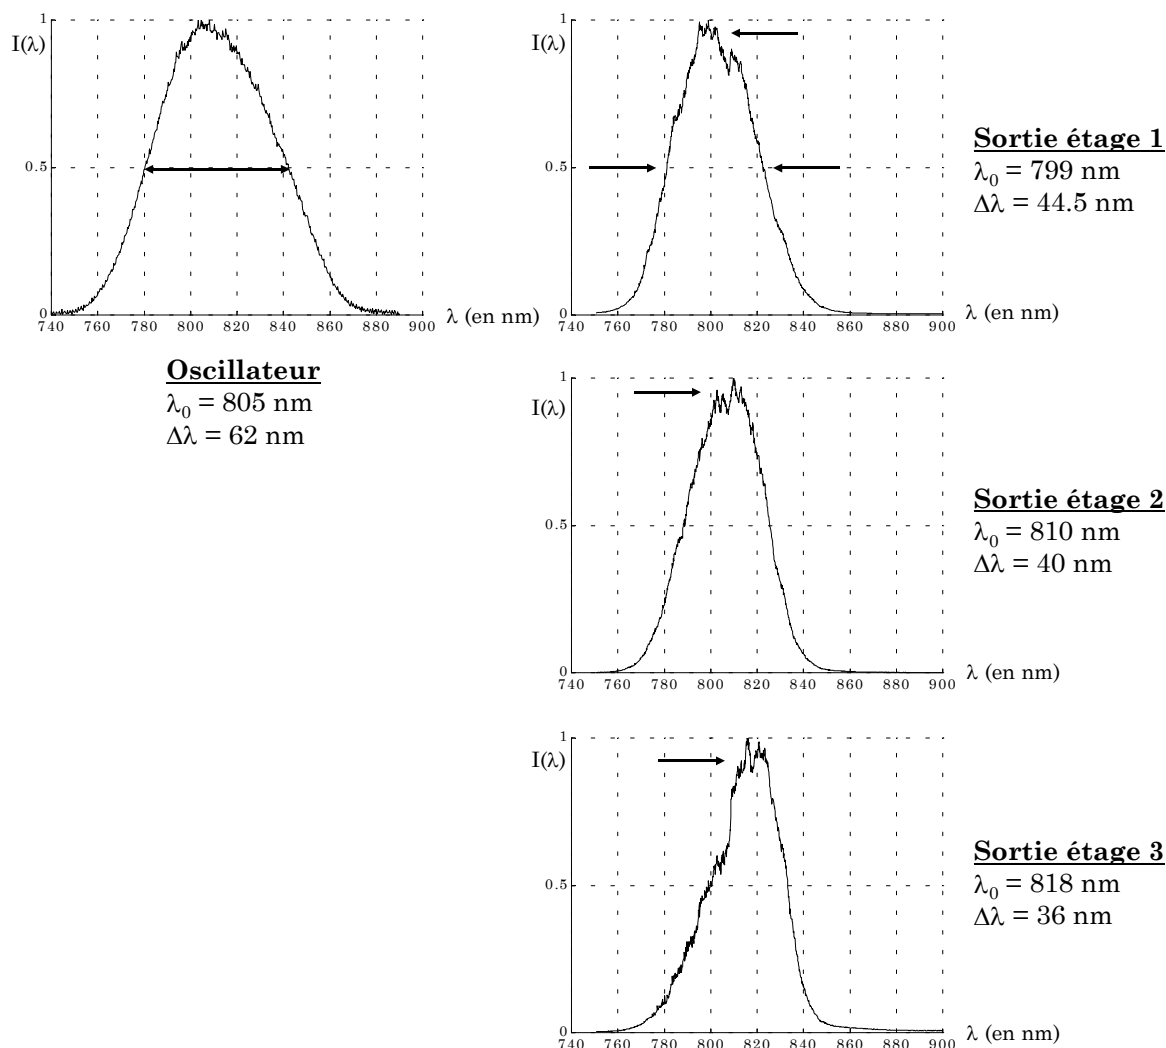 1
I(λ)
0.5
0
740 760 780 800 820 840 860 880 900
λ (en nm)
Oscillateur
λ₀ = 805 nm
Δλ = 62 nm
1
I(λ)
0.5
0
740 760 780 800 820 840 860 880 900
λ (en nm)
Sortie étage 1
λ₀ = 799 nm
Δλ = 44.5 nm
1
I(λ)
0.5
0
740 760 780 800 820 840 860 880 900
λ (en nm)
Sortie étage 2
λ₀ = 810 nm
Δλ = 40 nm
1
I(λ)
0.5
0
740 760 780 800 820 840 860 880 900
λ (en nm)
Sortie étage 3
λ₀ = 818 nm
Δλ = 36 nm